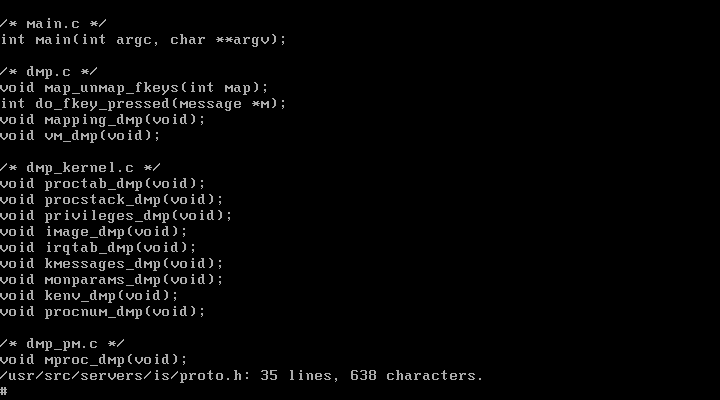 /* main.c */
int main(int argc, char **argv);
/* dmp.c */
void map_unmap_fkeys(int map);
int do_fkey_pressed(message *m);
void mapping_dmp(void);
void vm_dmp(void);
/* dmp_kernel.c */
void proctab_dmp(void);
void procstack_dmp(void);
void privileges_dmp(void);
void image_dmp(void);
void irqtab_dmp(void);
void kmessages_dmp(void);
void monparams_dmp(void);
void kenv_dmp(void);
void procnum_dmp(void);
/* dmp_pm.c */
void mproc_dmp(void);
/usr/src/servers/is/proto.h: 35 lines, 638 characters.
#